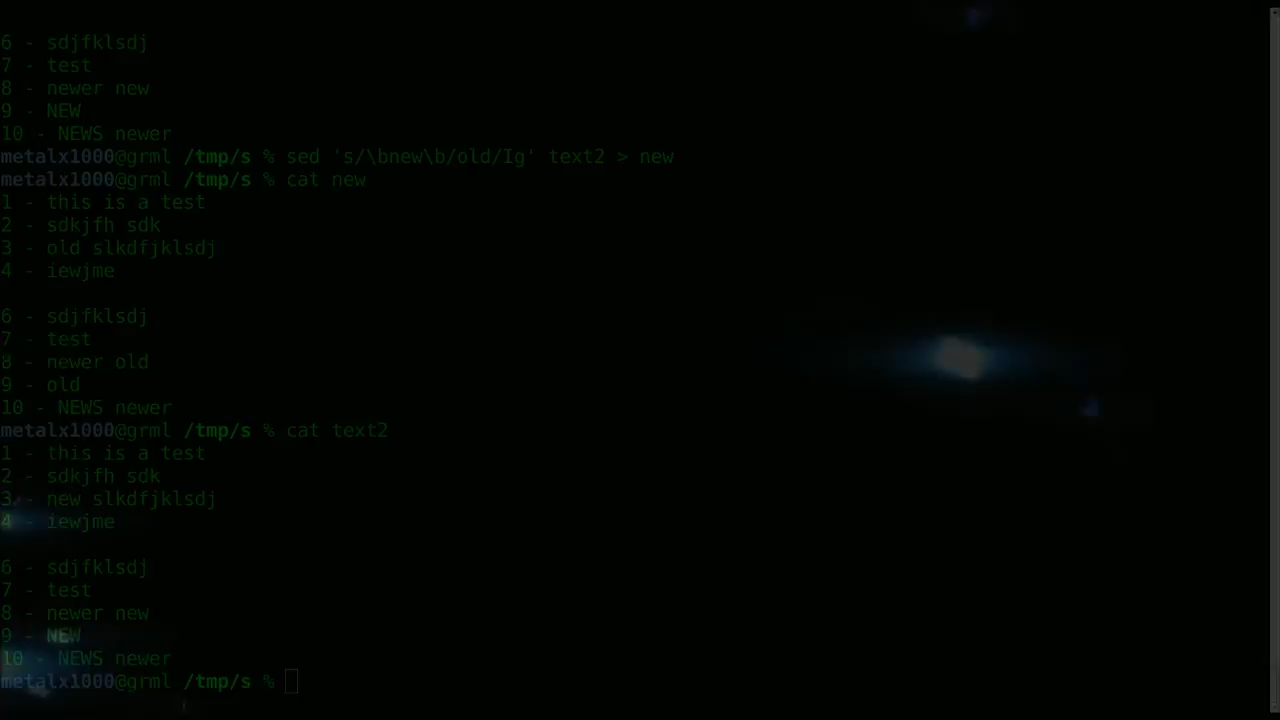 6 - sdjfklsdj
7 - test
8 - newer new
9 - NEW
10 - NEWS newer
metalx1000@grml /tmp/s % sed 's/\bnew\b/old/Ig' text2 > new
metalx1000@grml /tmp/s % cat new
1 - this is a test
2 - sdkjfh sdk
3 - old slkdfjklsdj
4 - iewjme
6 - sdjfklsdj
7 - test
8 - newer old
9 - old
10 - NEWS newer
metalx1000@grml /tmp/s % cat text2
1 - this is a test
2 - sdkjfh sdk
3 - new slkdfjklsdj
4 - iewjme
6 - sdjfklsdj
7 - test
8 - newer new
9 - NEW
10 - NEWS newer
metalx1000@grml /tmp/s %